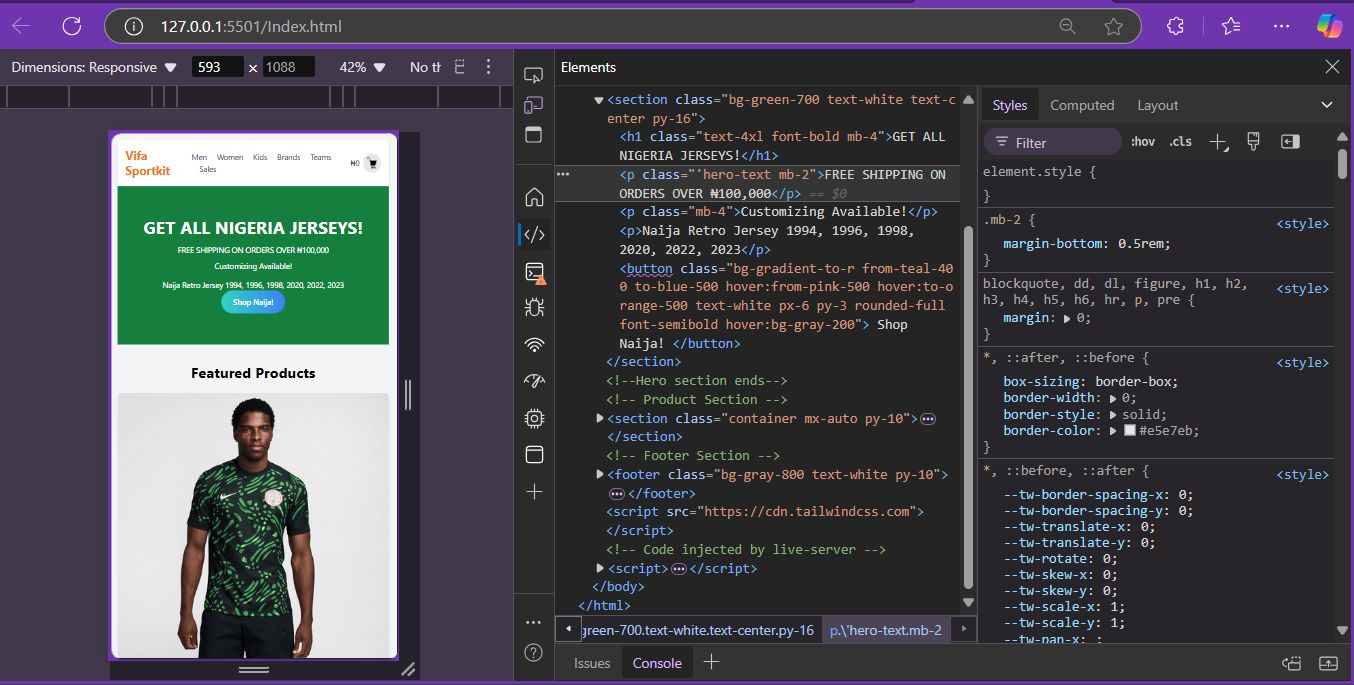 127.0.0.1:5501/Index.html
Dimensions: Responsive 593 × 1088 42% No th
Elements
Vifa
Sportkit
Men Women Kids Brands Teams
Sales
₦0
GET ALL NIGERIA JERSEYS!
FREE SHIPPING ON ORDERS OVER ₦100,000
Customizing Available!
Naija Retro Jersey 1994, 1996, 1998, 2020, 2022, 2023
Shop Naija!
Featured Products
<section class="bg-green-700 text-white text-c
enter py-16">
<h1 class="text-4xl font-bold mb-4">GET ALL
NIGERIA JERSEYS!</h1>
<p class="'hero-text mb-2">FREE SHIPPING ON
ORDERS OVER ₦100,000</p> == $0
<p class="mb-4">Customizing Available!</p>
<p>Naija Retro Jersey 1994, 1996, 1998,
2020, 2022, 2023</p>
<button class="bg-gradient-to-r from-teal-40
0 to-blue-500 hover:from-pink-500 hover:to-o
range-500 text-white px-6 py-3 rounded-full
font-semibold hover:bg-gray-200"> Shop
Naija! </button>
</section>
<!--Hero section ends-->
<!-- Product Section -->
<section class="container mx-auto py-10">
</section>
<!-- Footer Section -->
<footer class="bg-gray-800 text-white py-10">
</footer>
<script src="https://cdn.tailwindcss.com">
</script>
<!-- Code injected by live-server -->
<script></script>
</body>
</html>
green-700.text-white.text-center.py-16 p.\'hero-text.mb-2
Styles Computed Layout
Filter :hov .cls
element.style {
}
.mb-2 { <style>
margin-bottom: 0.5rem;
}
blockquote, dd, dl, figure, h1, h2, <style>
h3, h4, h5, h6, hr, p, pre {
margin: 0;
}
*, ::after, ::before { <style>
box-sizing: border-box;
border-width: 0;
border-style: solid;
border-color: #e5e7eb;
}
*, ::before, ::after { <style>
--tw-border-spacing-x: 0;
--tw-border-spacing-y: 0;
--tw-translate-x: 0;
--tw-translate-y: 0;
--tw-rotate: 0;
--tw-skew-x: 0;
--tw-skew-y: 0;
--tw-scale-x: 1;
--tw-scale-y: 1;
--tw-pan-x: ;
Issues Console